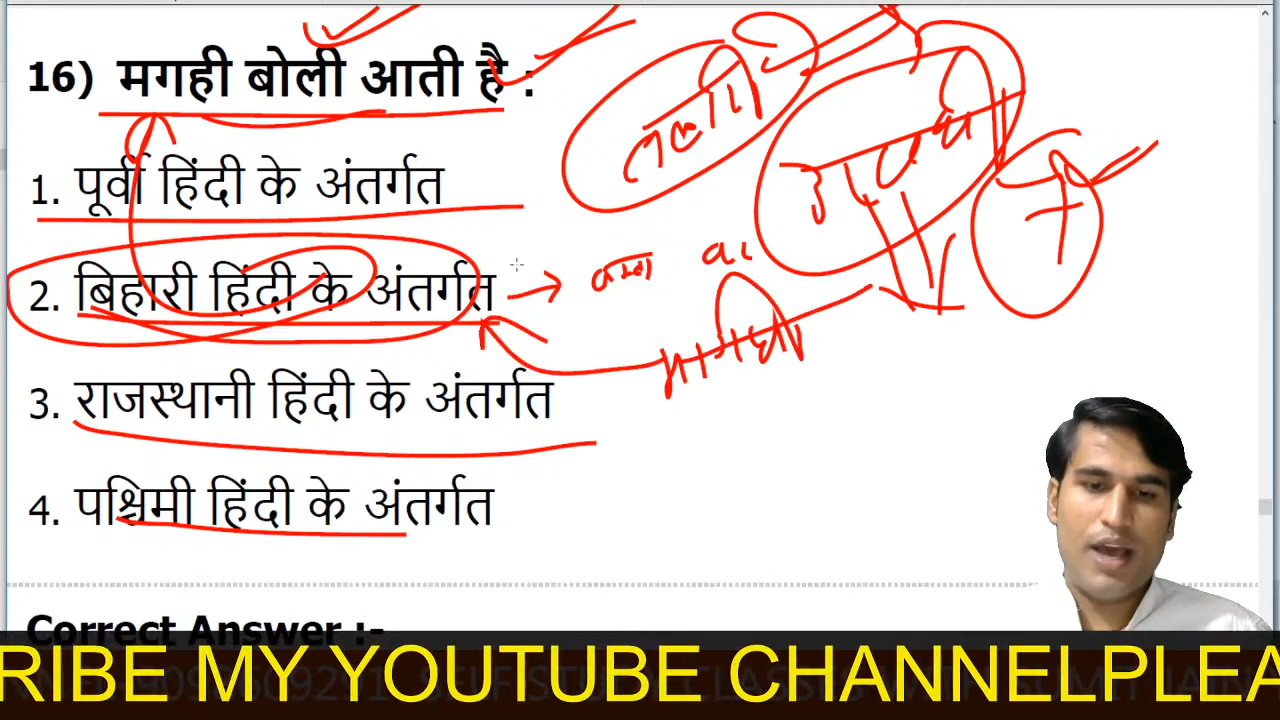 16) मगही बोली आती है :
1. पूर्वी हिंदी के अंतर्गत
2. बिहारी हिंदी के अंतर्गत
3. राजस्थानी हिंदी के अंतर्गत
4. पश्चिमी हिंदी के अंतर्गत
मागधी
Correct Answer :-
RIBE MY YOUTUBE CHANNELPLEA